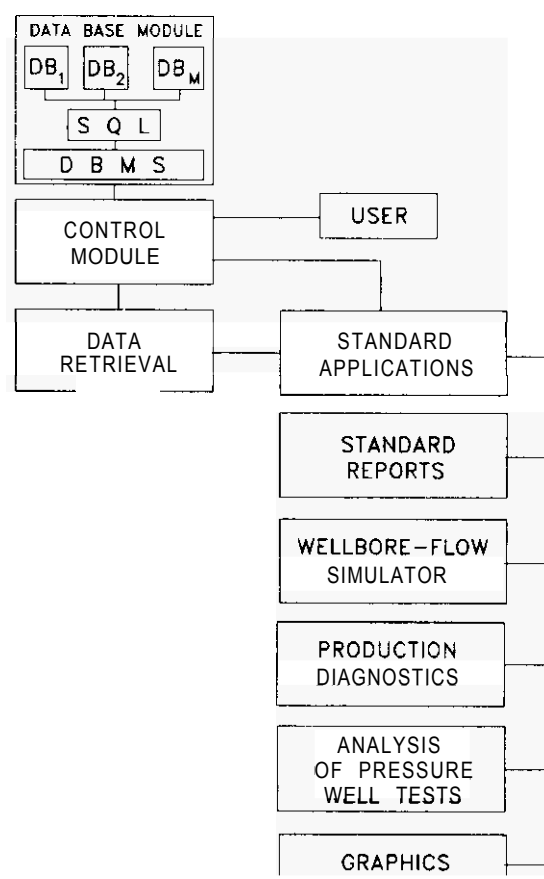 DATA BASE MODULE
DB1 DB2 DBM
S Q L
D B M S
CONTROL
MODULE
USER
DATA
RETRIEVAL
STANDARD
APPLICATIONS
STANDARD
REPORTS
WELLBORE-FLOW
SIMULATOR
PRODUCTION
DIAGNOSTICS
ANALYSIS
OF PRESSURE
WELL TESTS
GRAPHICS